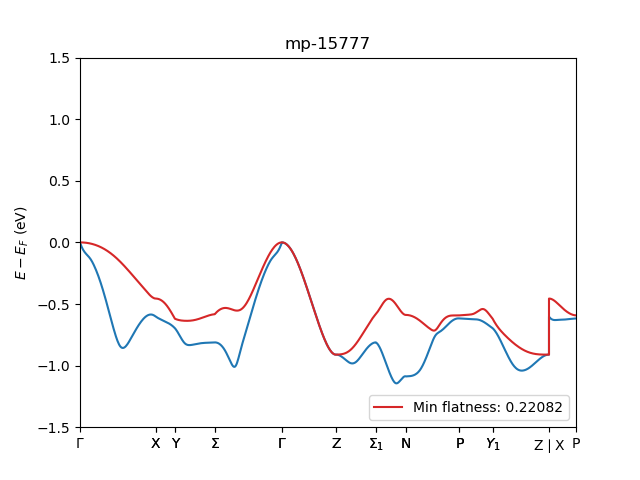 mp-15777
E − E_F (eV)
1.5
1.0
0.5
0.0
−0.5
−1.0
−1.5
Min flatness: 0.22082
Γ X Y Σ Γ Z Σ₁ N P Y₁ Z | X P